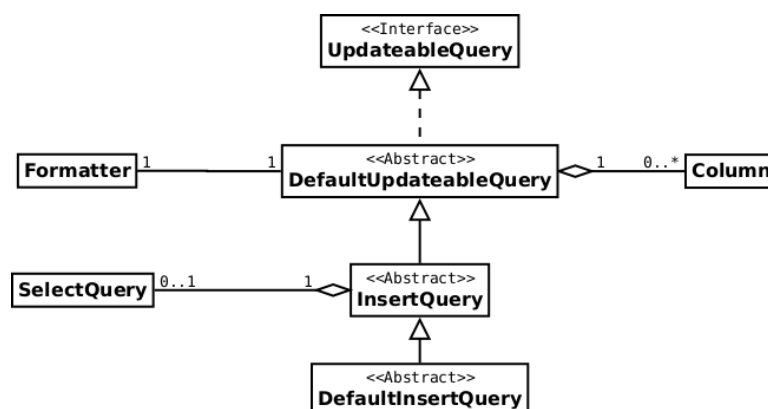 <<Interface>>
UpdateableQuery
<<Abstract>>
Formatter 1 1 DefaultUpdateableQuery 1 0..* Column
<<Abstract>>
SelectQuery 0..1 1 InsertQuery
<<Abstract>>
DefaultInsertQuery